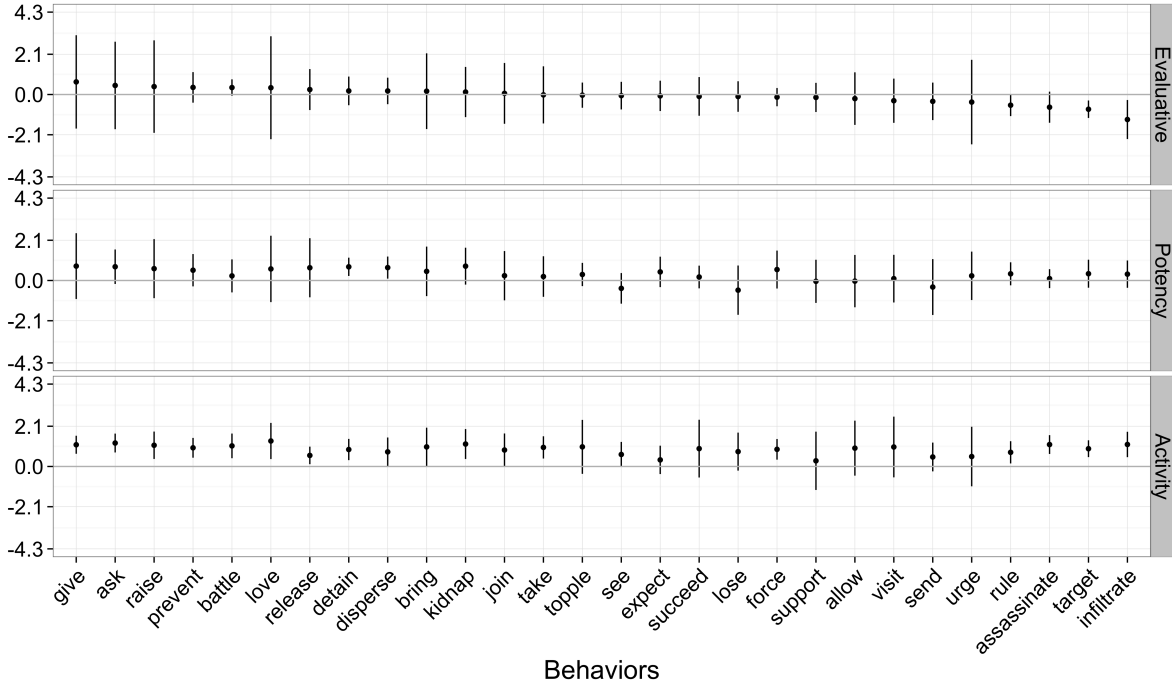 4.3
2.1
0.0
-2.1
-4.3
Evaluative
4.3
2.1
0.0
-2.1
-4.3
Potency
4.3
2.1
0.0
-2.1
-4.3
Activity
give
ask
raise
prevent
battle
love
release
detain
disperse
bring
kidnap
join
take
topple
see
expect
succeed
lose
force
support
allow
visit
send
urge
rule
assassinate
target
infiltrate
Behaviors